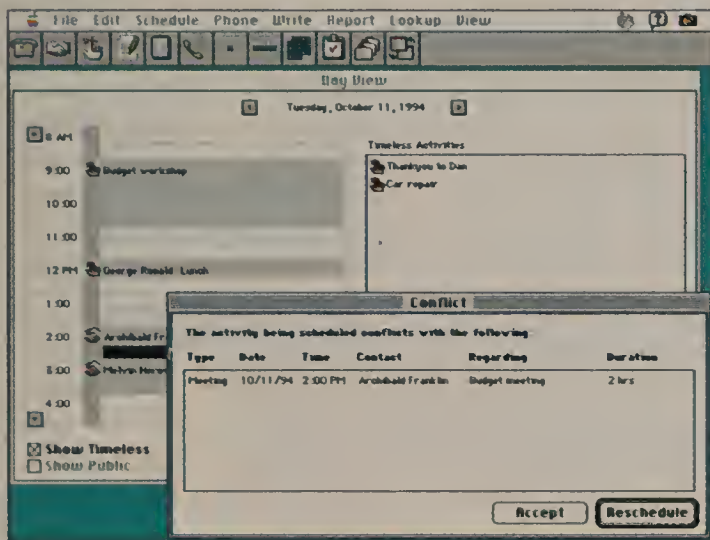 File Edit Schedule Phone Write Report Lookup View
Day View
Tuesday, October 11, 1994
8 AM
Timeless Activities
9:00 Budget workshop
Thankyou to Dan
Car repair
10:00
11:00
12 PM George Ronald Lunch
1:00
Conflict
2:00 Archibald Fr
The activity being scheduled conflicts with the following:
Type Date Time Contact Regarding Duration
3:00 Melvin
Meeting 10/11/94 2:00 PM Archibald Franklin Budget meeting 2 hrs
4:00
Show Timeless
Show Public
Accept Reschedule